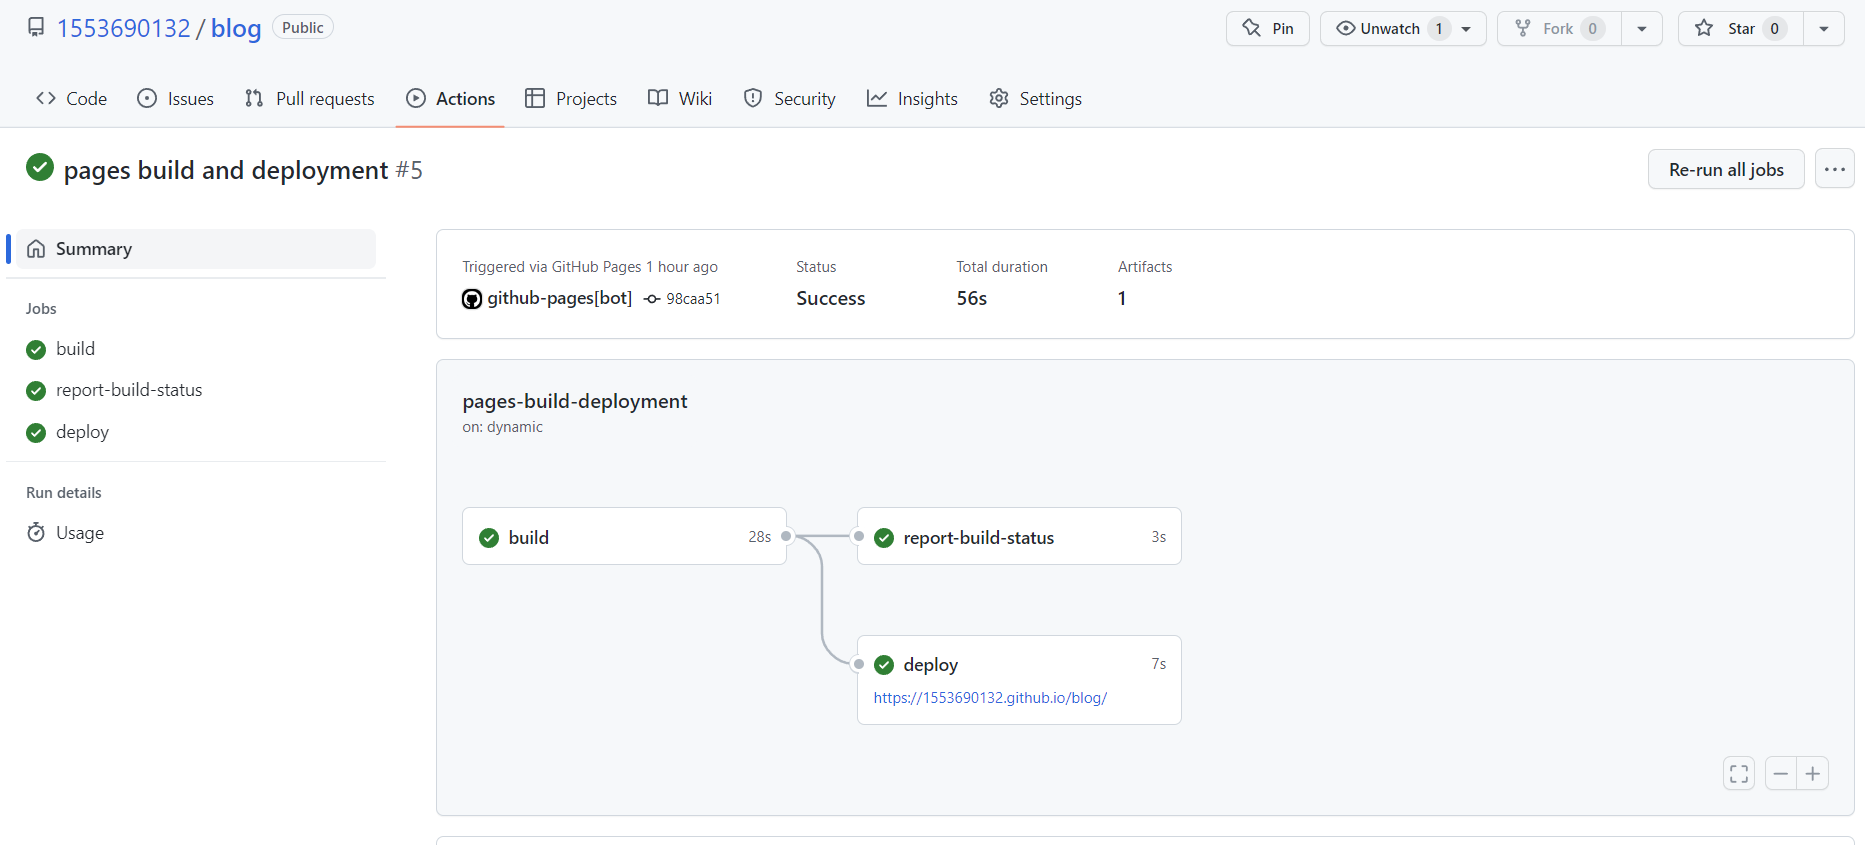 1553690132 / blog Public
Pin
Unwatch 1
Fork 0
Star 0
Code
Issues
Pull requests
Actions
Projects
Wiki
Security
Insights
Settings
pages build and deployment #5
Re-run all jobs
Summary
Jobs
build
report-build-status
deploy
Run details
Usage
Triggered via GitHub Pages 1 hour ago
github-pages[bot] 98caa51
Status
Success
Total duration
56s
Artifacts
1
pages-build-deployment
on: dynamic
build 28s
report-build-status 3s
deploy 7s
https://1553690132.github.io/blog/